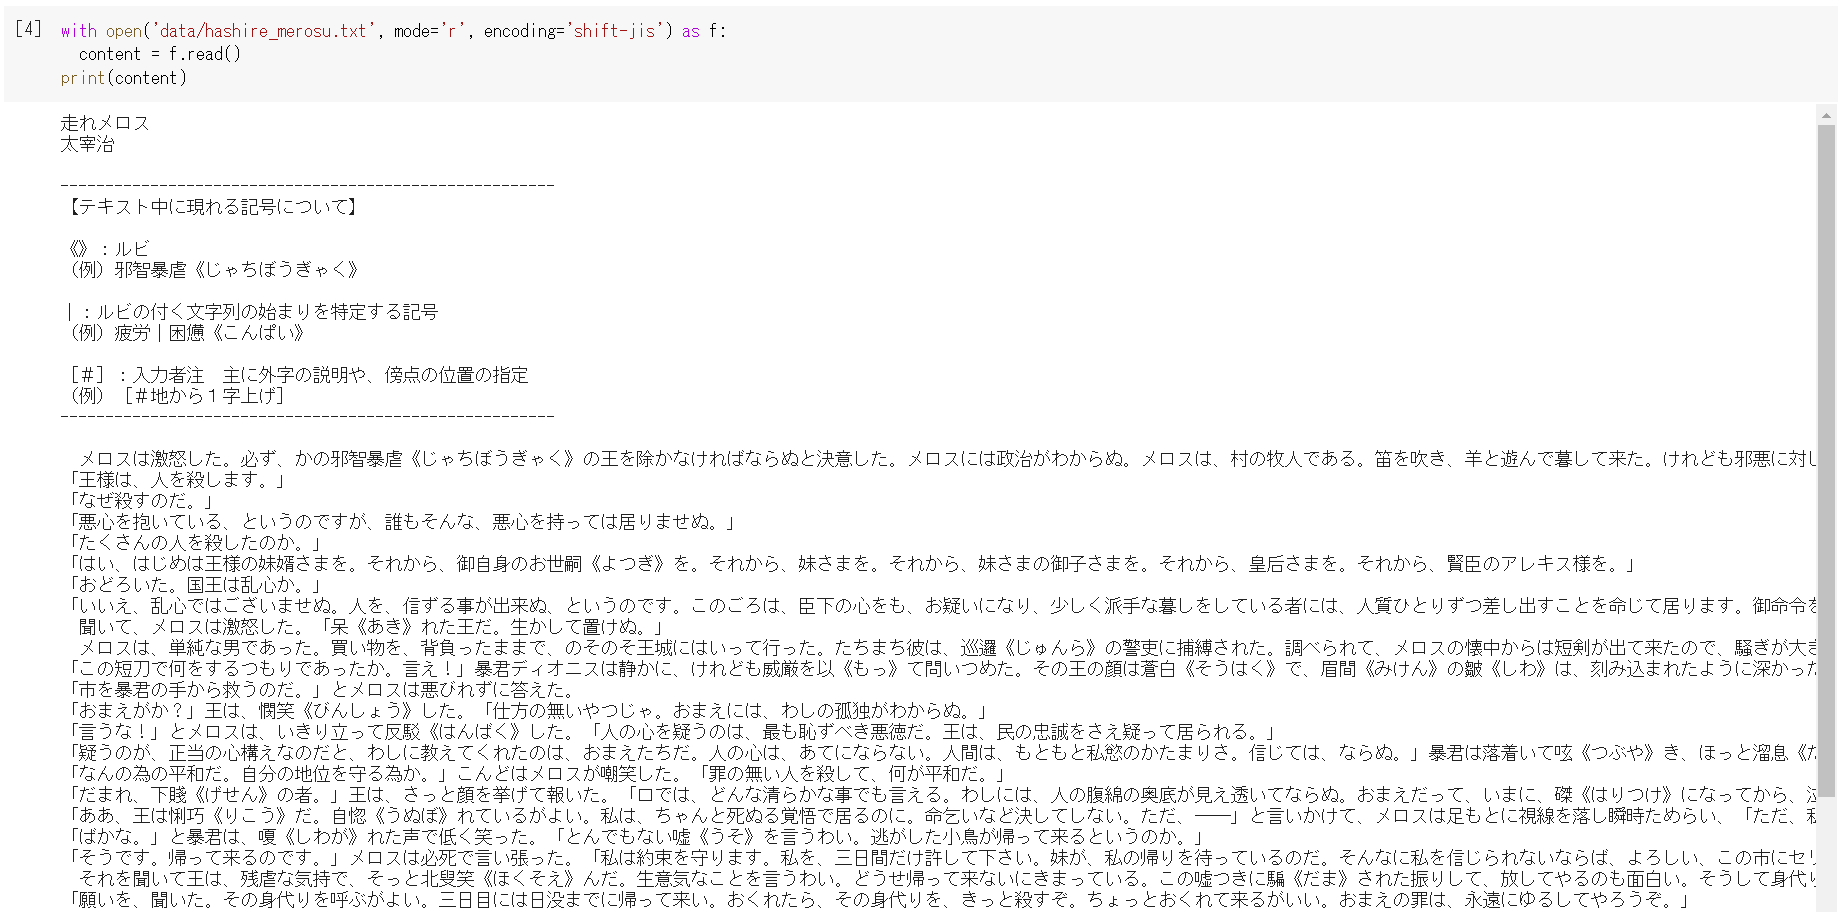 [4] with open('data/hashire_merosu.txt', mode='r', encoding='shift-jis') as f:
  content = f.read()
print(content)
走れメロス
太宰治
-------------------------------------------------------
【テキスト中に現れる記号について】
《》：ルビ
（例）邪智暴虐《じゃちぼうぎゃく》
｜：ルビの付く文字列の始まりを特定する記号
（例）疲労｜困憊《こんぱい》
［＃］：入力者注　主に外字の説明や、傍点の位置の指定
（例）［＃地から１字上げ］
-------------------------------------------------------
　メロスは激怒した。必ず、かの邪智暴虐《じゃちぼうぎゃく》の王を除かなければならぬと決意した。メロスには政治がわからぬ。メロスは、村の牧人である。笛を吹き、羊と遊んで暮して来た。けれども邪悪に対し
「王様は、人を殺します。」
「なぜ殺すのだ。」
「悪心を抱いている、というのですが、誰もそんな、悪心を持っては居りませぬ。」
「たくさんの人を殺したのか。」
「はい、はじめは王様の妹婿さまを。それから、御自身のお世嗣《よつぎ》を。それから、妹さまを。それから、妹さまの御子さまを。それから、皇后さまを。それから、賢臣のアレキス様を。」
「おどろいた。国王は乱心か。」
「いいえ、乱心ではございませぬ。人を、信ずる事が出来ぬ、というのです。このごろは、臣下の心をも、お疑いになり、少しく派手な暮しをしている者には、人質ひとりずつ差し出すことを命じて居ります。御命令を
　聞いて、メロスは激怒した。「呆《あき》れた王だ。生かして置けぬ。」
　メロスは、単純な男であった。買い物を、背負ったままで、のそのそ王城にはいって行った。たちまち彼は、巡邏《じゅんら》の警吏に捕縛された。調べられて、メロスの懐中からは短剣が出て来たので、騒ぎが大き
「この短刀で何をするつもりであったか。言え！」暴君ディオニスは静かに、けれども威厳を以《もっ》て問いつめた。その王の顔は蒼白《そうはく》で、眉間《みけん》の皺《しわ》は、刻み込まれたように深かった
「市を暴君の手から救うのだ。」とメロスは悪びれずに答えた。
「おまえがか？」王は、憫笑《びんしょう》した。「仕方の無いやつじゃ。おまえには、わしの孤独がわからぬ。」
「言うな！」とメロスは、いきり立って反駁《はんばく》した。「人の心を疑うのは、最も恥ずべき悪徳だ。王は、民の忠誠をさえ疑って居られる。」
「疑うのが、正当の心構えなのだと、わしに教えてくれたのは、おまえたちだ。人の心は、あてにならない。人間は、もともと私慾のかたまりさ。信じては、ならぬ。」暴君は落着いて呟《つぶや》き、ほっと溜息《た
「なんの為の平和だ。自分の地位を守る為か。」こんどはメロスが嘲笑した。「罪の無い人を殺して、何が平和だ。」
「だまれ、下賤《げせん》の者。」王は、さっと顔を挙げて報いた。「口では、どんな清らかな事でも言える。わしには、人の腹綿の奥底が見え透いてならぬ。おまえだって、いまに、磔《はりつけ》になってから、泣
「ああ、王は悧巧《りこう》だ。自惚《うぬぼ》れているがよい。私は、ちゃんと死ぬる覚悟で居るのに。命乞いなど決してしない。ただ、――」と言いかけて、メロスは足もとに視線を落し瞬時ためらい、「ただ、私
「ばかな。」と暴君は、嗄《しわが》れた声で低く笑った。「とんでもない嘘《うそ》を言うわい。逃がした小鳥が帰って来るというのか。」
「そうです。帰って来るのです。」メロスは必死で言い張った。「私は約束を守ります。私を、三日間だけ許して下さい。妹が、私の帰りを待っているのだ。そんなに私を信じられないならば、よろしい、この市にセリ
　それを聞いて王は、残虐な気持で、そっと北叟笑《ほくそえ》んだ。生意気なことを言うわい。どうせ帰って来ないにきまっている。この嘘つきに騙《だま》された振りして、放してやるのも面白い。そうして身代り
「願いを、聞いた。その身代りを呼ぶがよい。三日目には日没までに帰って来い。おくれたら、その身代りを、きっと殺すぞ。ちょっとおくれて来るがいい。おまえの罪は、永遠にゆるしてやろうぞ。」